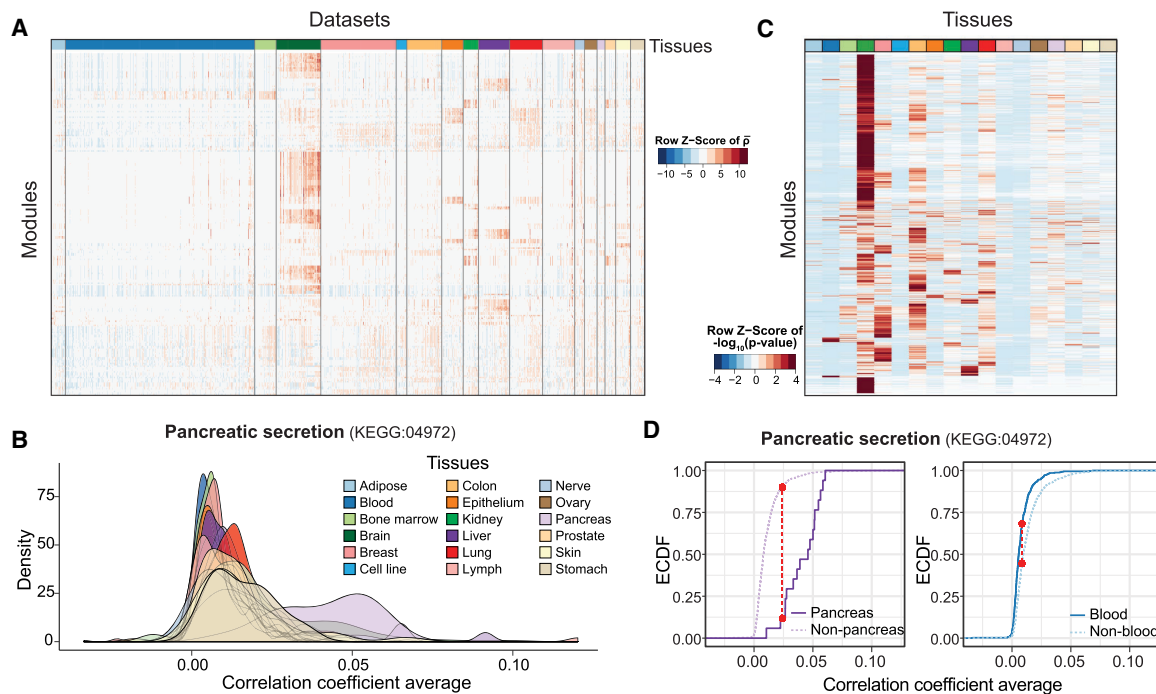 A
Datasets
Tissues
Modules
Row Z−Score of ρ̅
−10 −5 0 5 10
C
Tissues
Modules
Row Z−Score of
-log10(p-value)
−4 −2 0 2 4
B
Pancreatic secretion (KEGG:04972)
Tissues
Adipose
Blood
Bone marrow
Brain
Breast
Cell line
Colon
Epithelium
Kidney
Liver
Lung
Lymph
Nerve
Ovary
Pancreas
Prostate
Skin
Stomach
Density
75
50
25
0
0.00 0.05 0.10
Correlation coefficient average
D
Pancreatic secretion (KEGG:04972)
ECDF
1.00
0.75
0.50
0.25
0.00
Pancreas
Non−pancreas
0.00 0.05 0.10
ECDF
1.00
0.75
0.50
0.25
0.00
Blood
Non−blood
0.00 0.05 0.10
Correlation coefficient average